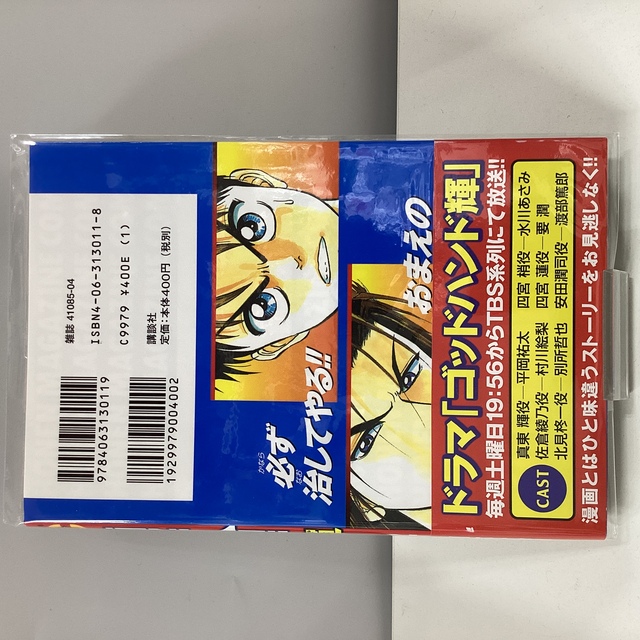 雑誌 41085-04
ISBN4-06-313011-8
C9979 ¥400E (1)
講談社
定価:本体400円(税別)
9784063130119
1929979004002
おまえの
必ず
かなら
治してやる!!
なお
ドラマ「ゴッドハンド輝」
毎週土曜日19:56からTBS系列にて放送!!
CAST
真東 輝役─平岡祐太
四宮 梢役─水川あさみ
佐倉綾乃役─村川絵梨
四宮 蓮役─要 潤
北見柊一役─別所哲也
安田潤司役─渡部篤郎
漫画とはひと味違うストーリーをお見逃しなく!!